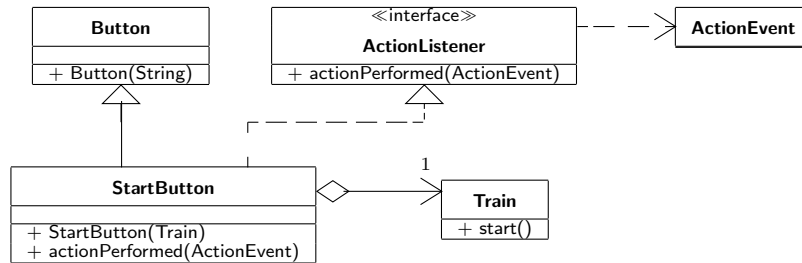 Button
+ Button(String)
≪interface≫
ActionListener
+ actionPerformed(ActionEvent)
ActionEvent
StartButton
+ StartButton(Train)
+ actionPerformed(ActionEvent)
1
Train
+ start()